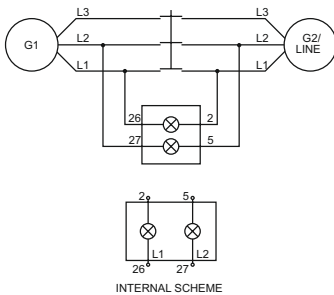 L3 L3
G1 L2 L2 G2/
LINE
L1 L1
26 2
27 5
2 5
L1 L2
26 27
INTERNAL SCHEME